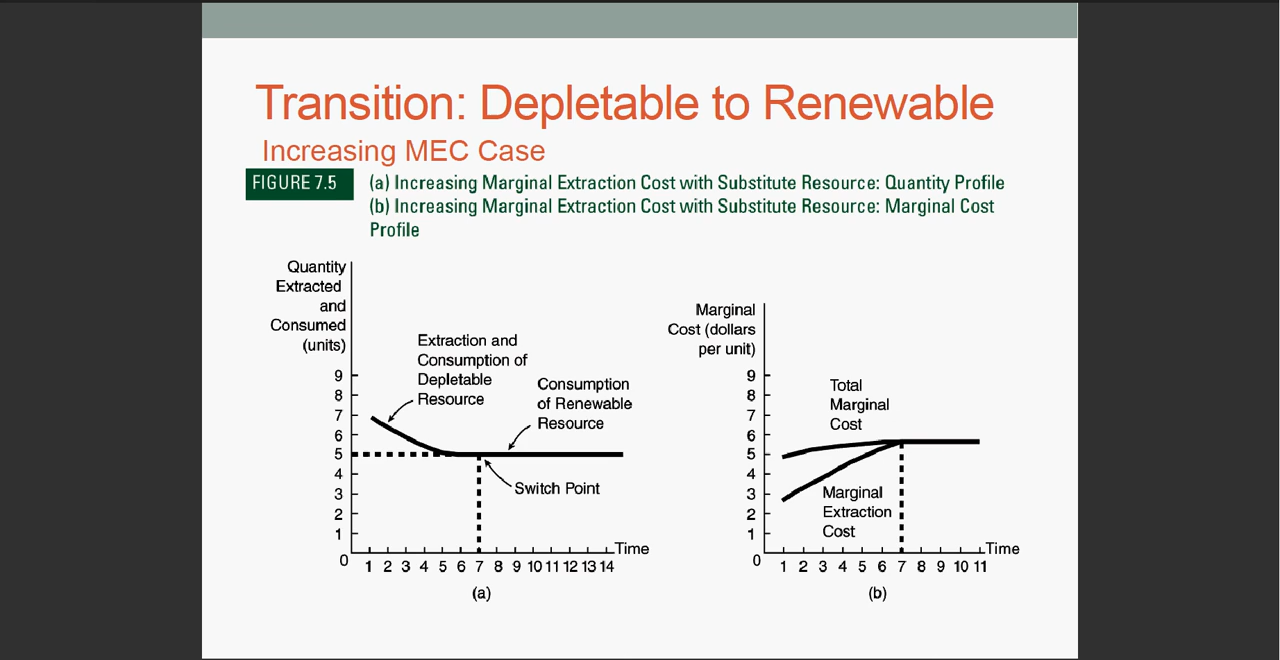 Transition: Depletable to Renewable
Increasing MEC Case
FIGURE 7.5
(a) Increasing Marginal Extraction Cost with Substitute Resource: Quantity Profile
(b) Increasing Marginal Extraction Cost with Substitute Resource: Marginal Cost
Profile
Quantity
Extracted
and
Consumed
(units)
Extraction and
Consumption of
Depletable
Resource
Consumption
of Renewable
Resource
Switch Point
9
8
7
6
5
4
3
2
1
0
1 2 3 4 5 6 7 8 9 10 11 12 13 14
Time
(a)
Marginal
Cost (dollars
per unit)
Total
Marginal
Cost
Marginal
Extraction
Cost
9
8
7
6
5
4
3
2
1
0
1 2 3 4 5 6 7 8 9 10 11
Time
(b)